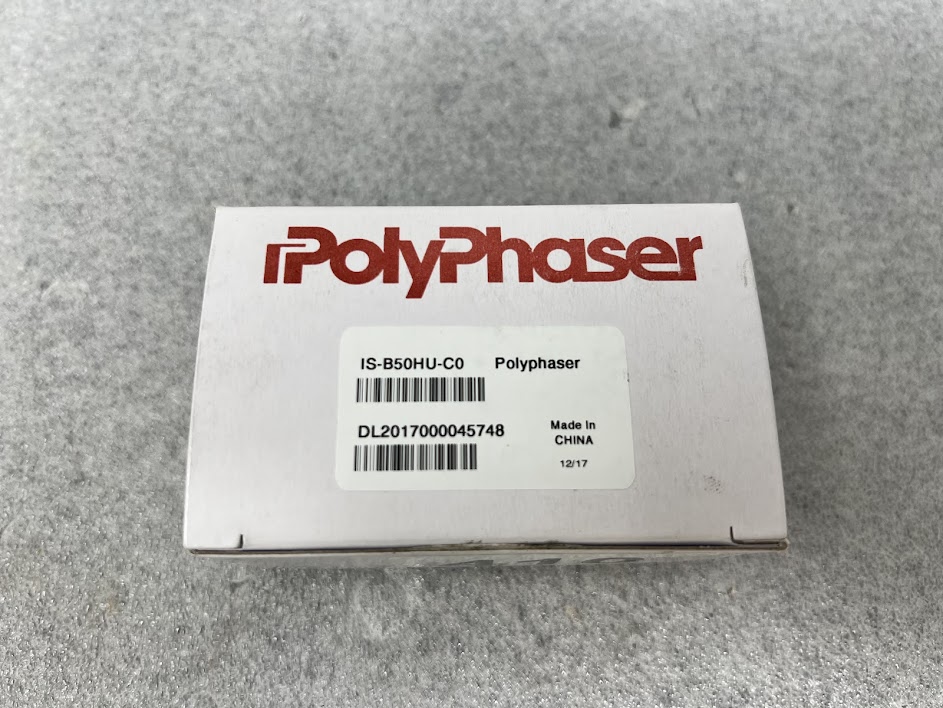 PolyPhaser
IS-B50HU-C0 Polyphaser
DL2017000045748
Made In
CHINA
12/17